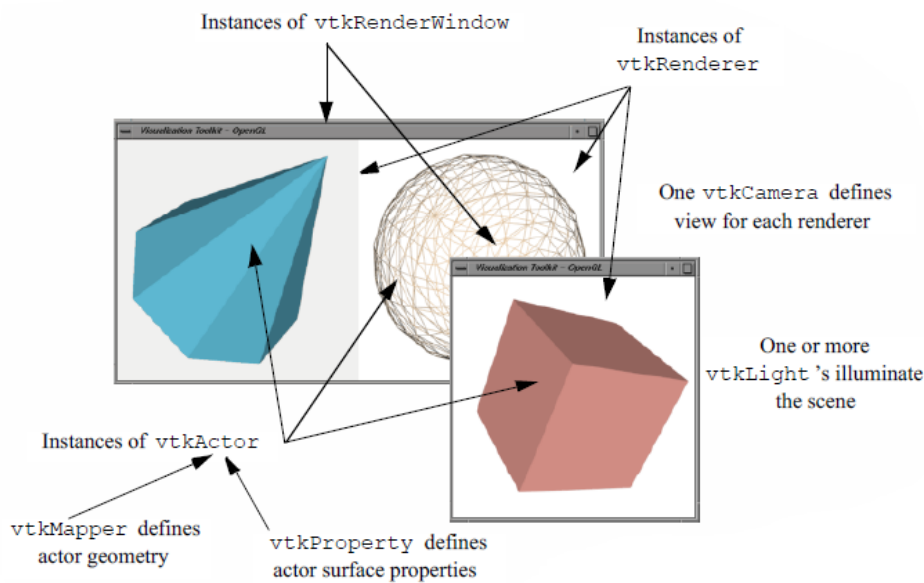 Instances of vtkRenderWindow
Instances of
vtkRenderer
Visualization Toolkit - OpenGL
One vtkCamera defines
view for each renderer
Visualization Toolkit - OpenGL
One or more
vtkLight 's illuminate
the scene
Instances of vtkActor
vtkMapper defines
actor geometry
vtkProperty defines
actor surface properties